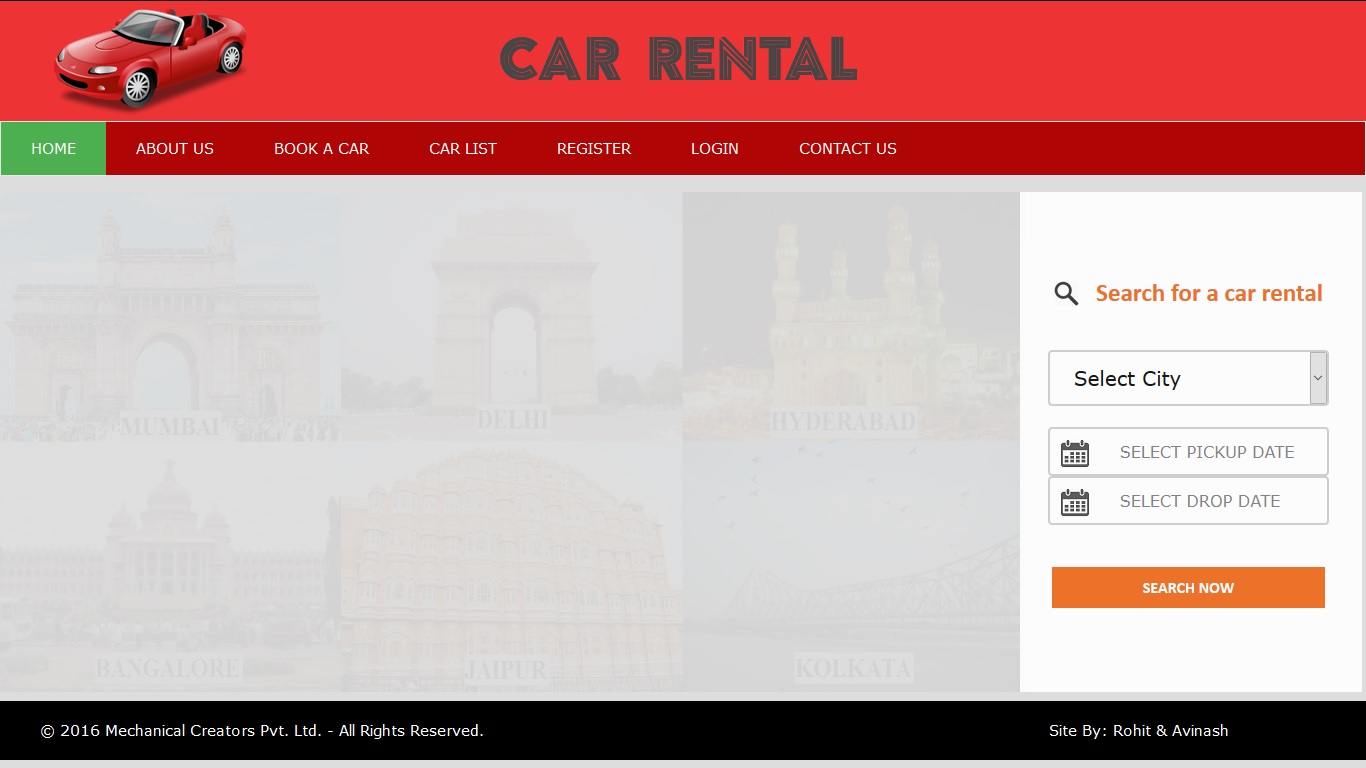 CAR RENTAL
HOME ABOUT US BOOK A CAR CAR LIST REGISTER LOGIN CONTACT US
MUMBAI DELHI HYDERABAD
BANGALORE JAIPUR KOLKATA
Search for a car rental
Select City
SELECT PICKUP DATE
SELECT DROP DATE
SEARCH NOW
© 2016 Mechanical Creators Pvt. Ltd. - All Rights Reserved. Site By: Rohit & Avinash